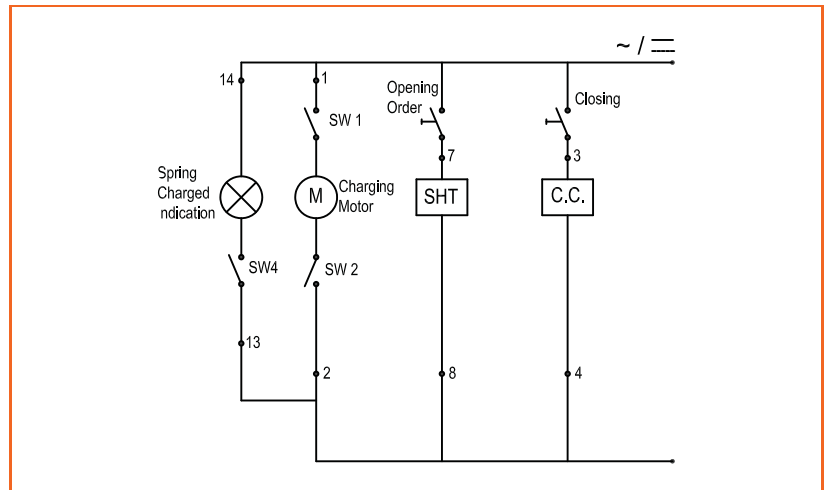 ~ /
14
1
SW 1
Opening
Order
Closing
7
3
Spring
Charged
ndication
M
Charging
Motor
SHT
C.C.
SW4
SW 2
13
2
8
4